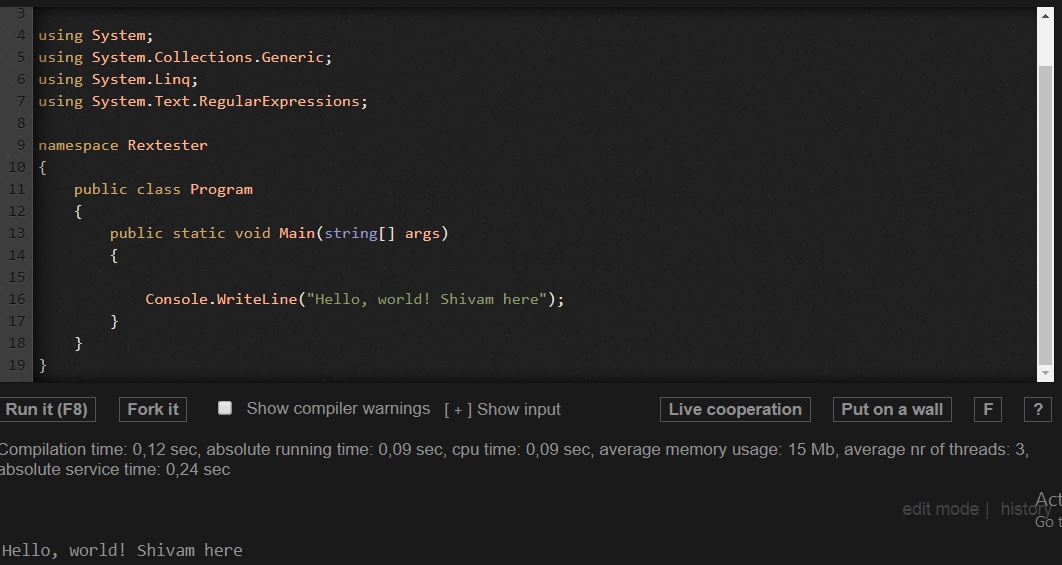 3
4 using System;
5 using System.Collections.Generic;
6 using System.Linq;
7 using System.Text.RegularExpressions;
8
9 namespace Rextester
10 {
11     public class Program
12     {
13         public static void Main(string[] args)
14         {
15
16             Console.WriteLine("Hello, world! Shivam here");
17         }
18     }
19 }
Run it (F8) Fork it Show compiler warnings [ + ] Show input Live cooperation Put on a wall F ?
Compilation time: 0,12 sec, absolute running time: 0,09 sec, cpu time: 0,09 sec, average memory usage: 15 Mb, average nr of threads: 3,
absolute service time: 0,24 sec
Act
edit mode | history
Go t
Hello, world! Shivam here